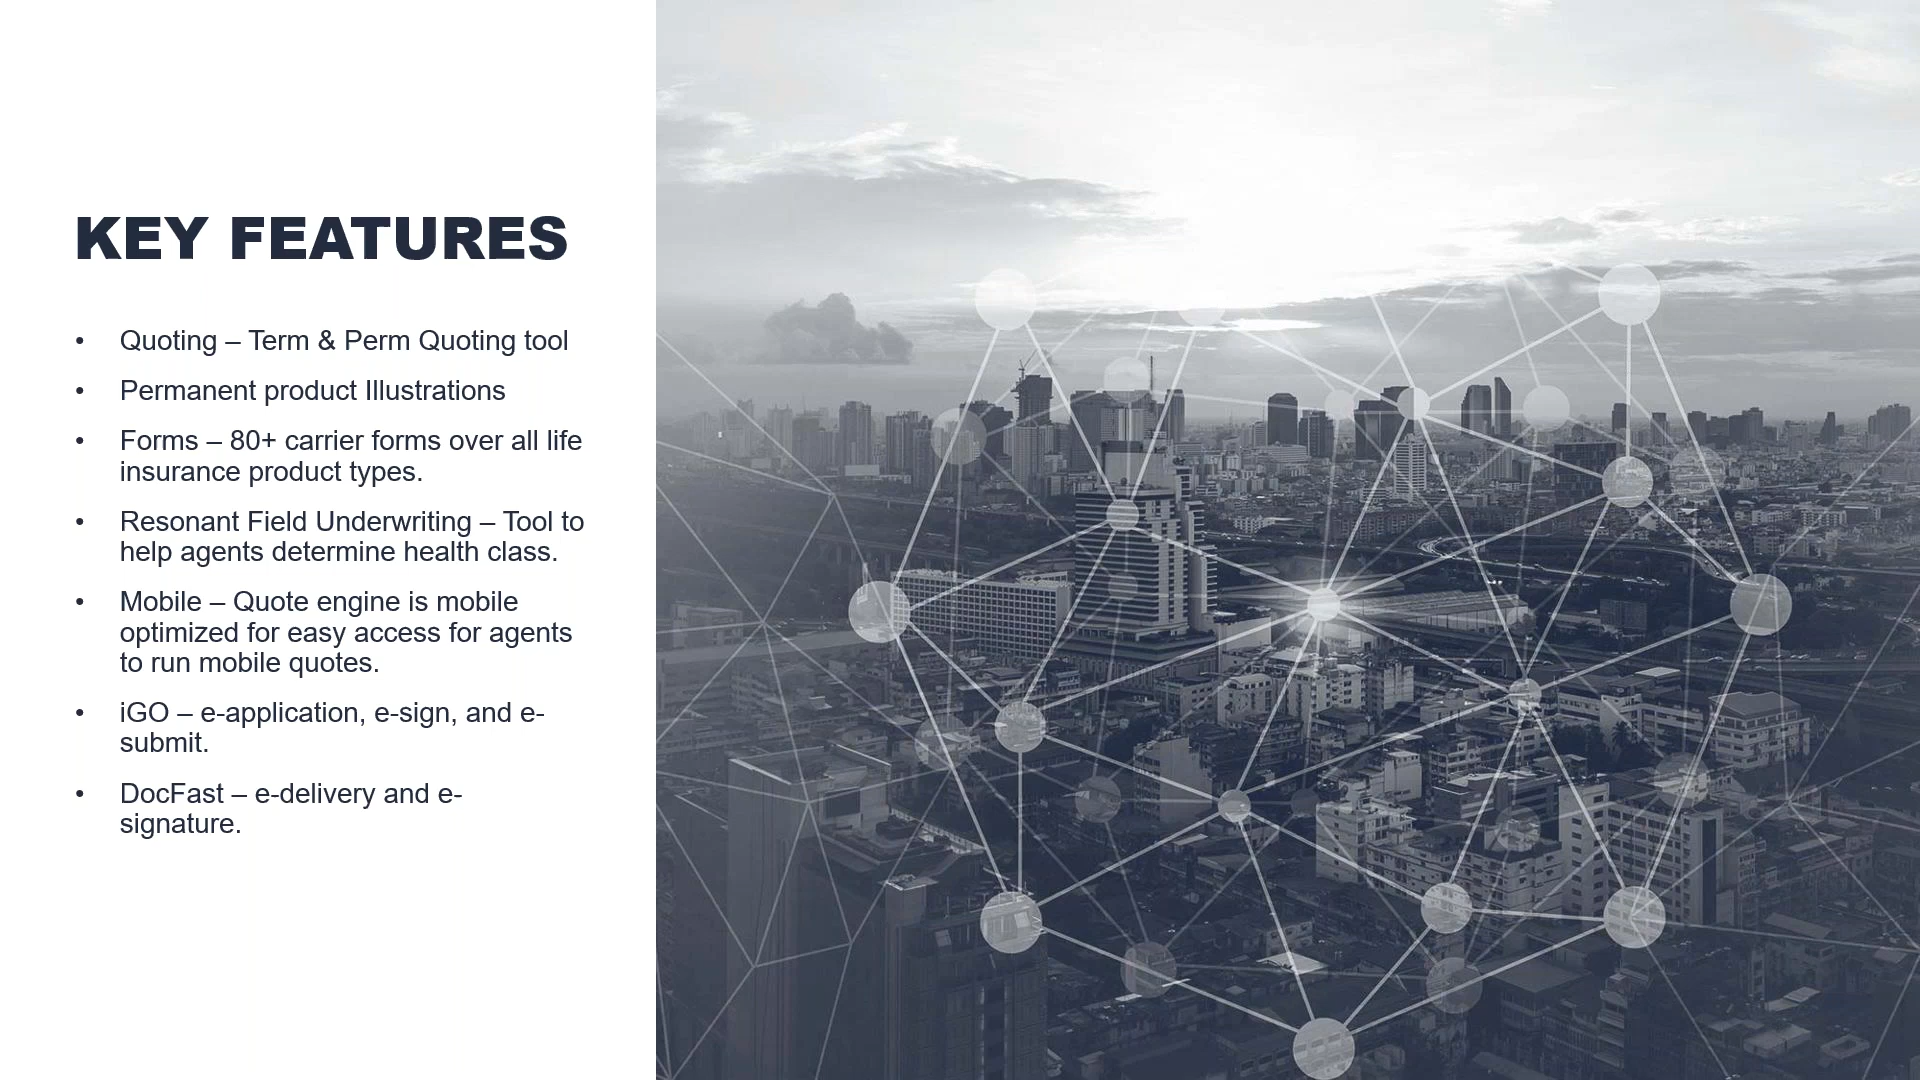 KEY FEATURES
• Quoting – Term & Perm Quoting tool
• Permanent product Illustrations
• Forms – 80+ carrier forms over all life
insurance product types.
• Resonant Field Underwriting – Tool to
help agents determine health class.
• Mobile – Quote engine is mobile
optimized for easy access for agents
to run mobile quotes.
• iGO – e-application, e-sign, and e-
submit.
• DocFast – e-delivery and e-
signature.